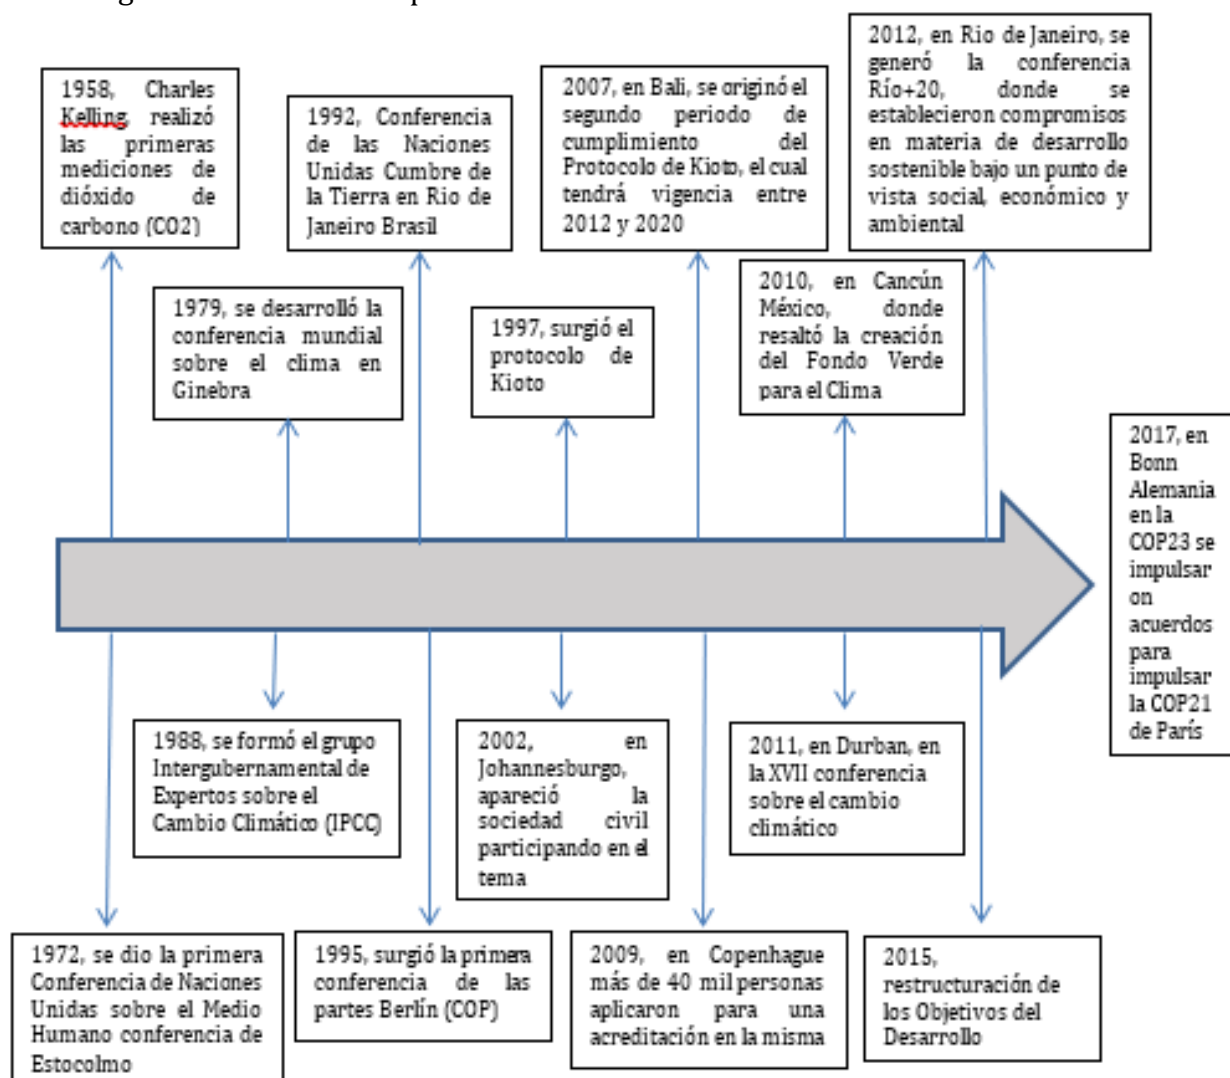 1958, Charles
Kelling, realizó
las primeras
mediciones de
dióxido de
carbono (CO2)
1992, Conferencia
de las Naciones
Unidas Cumbre de
la Tierra en Rio de
Janeiro Brasil
2007, en Bali, se originó el
segundo periodo de
cumplimiento del
Protocolo de Kioto, el cual
tendrá vigencia entre
2012 y 2020
2012, en Rio de Janeiro, se
generó la conferencia
Río+20, donde se
establecieron compromisos
en materia de desarrollo
sostenible bajo un punto de
vista social, económico y
ambiental
1979, se desarrolló la
conferencia mundial
sobre el clima en
Ginebra
1997, surgió el
protocolo de
Kioto
2010, en Cancún
México, donde
resaltó la creación
del Fondo Verde
para el Clima
2017, en
Bonn
Alemania
en la
COP23 se
impulsar
on
acuerdos
para
impulsar
la COP21
de París
1988, se formó el grupo
Intergubernamental de
Expertos sobre el
Cambio Climático (IPCC)
2002, en
Johannesburgo,
apareció la
sociedad civil
participando en el
tema
2011, en Durban, en
la XVII conferencia
sobre el cambio
climático
1972, se dio la primera
Conferencia de Naciones
Unidas sobre el Medio
Humano conferencia de
Estocolmo
1995, surgió la primera
conferencia de las
partes Berlín (COP)
2009, en Copenhague
más de 40 mil personas
aplicaron para una
acreditación en la misma
2015,
restructuración de
los Objetivos del
Desarrollo